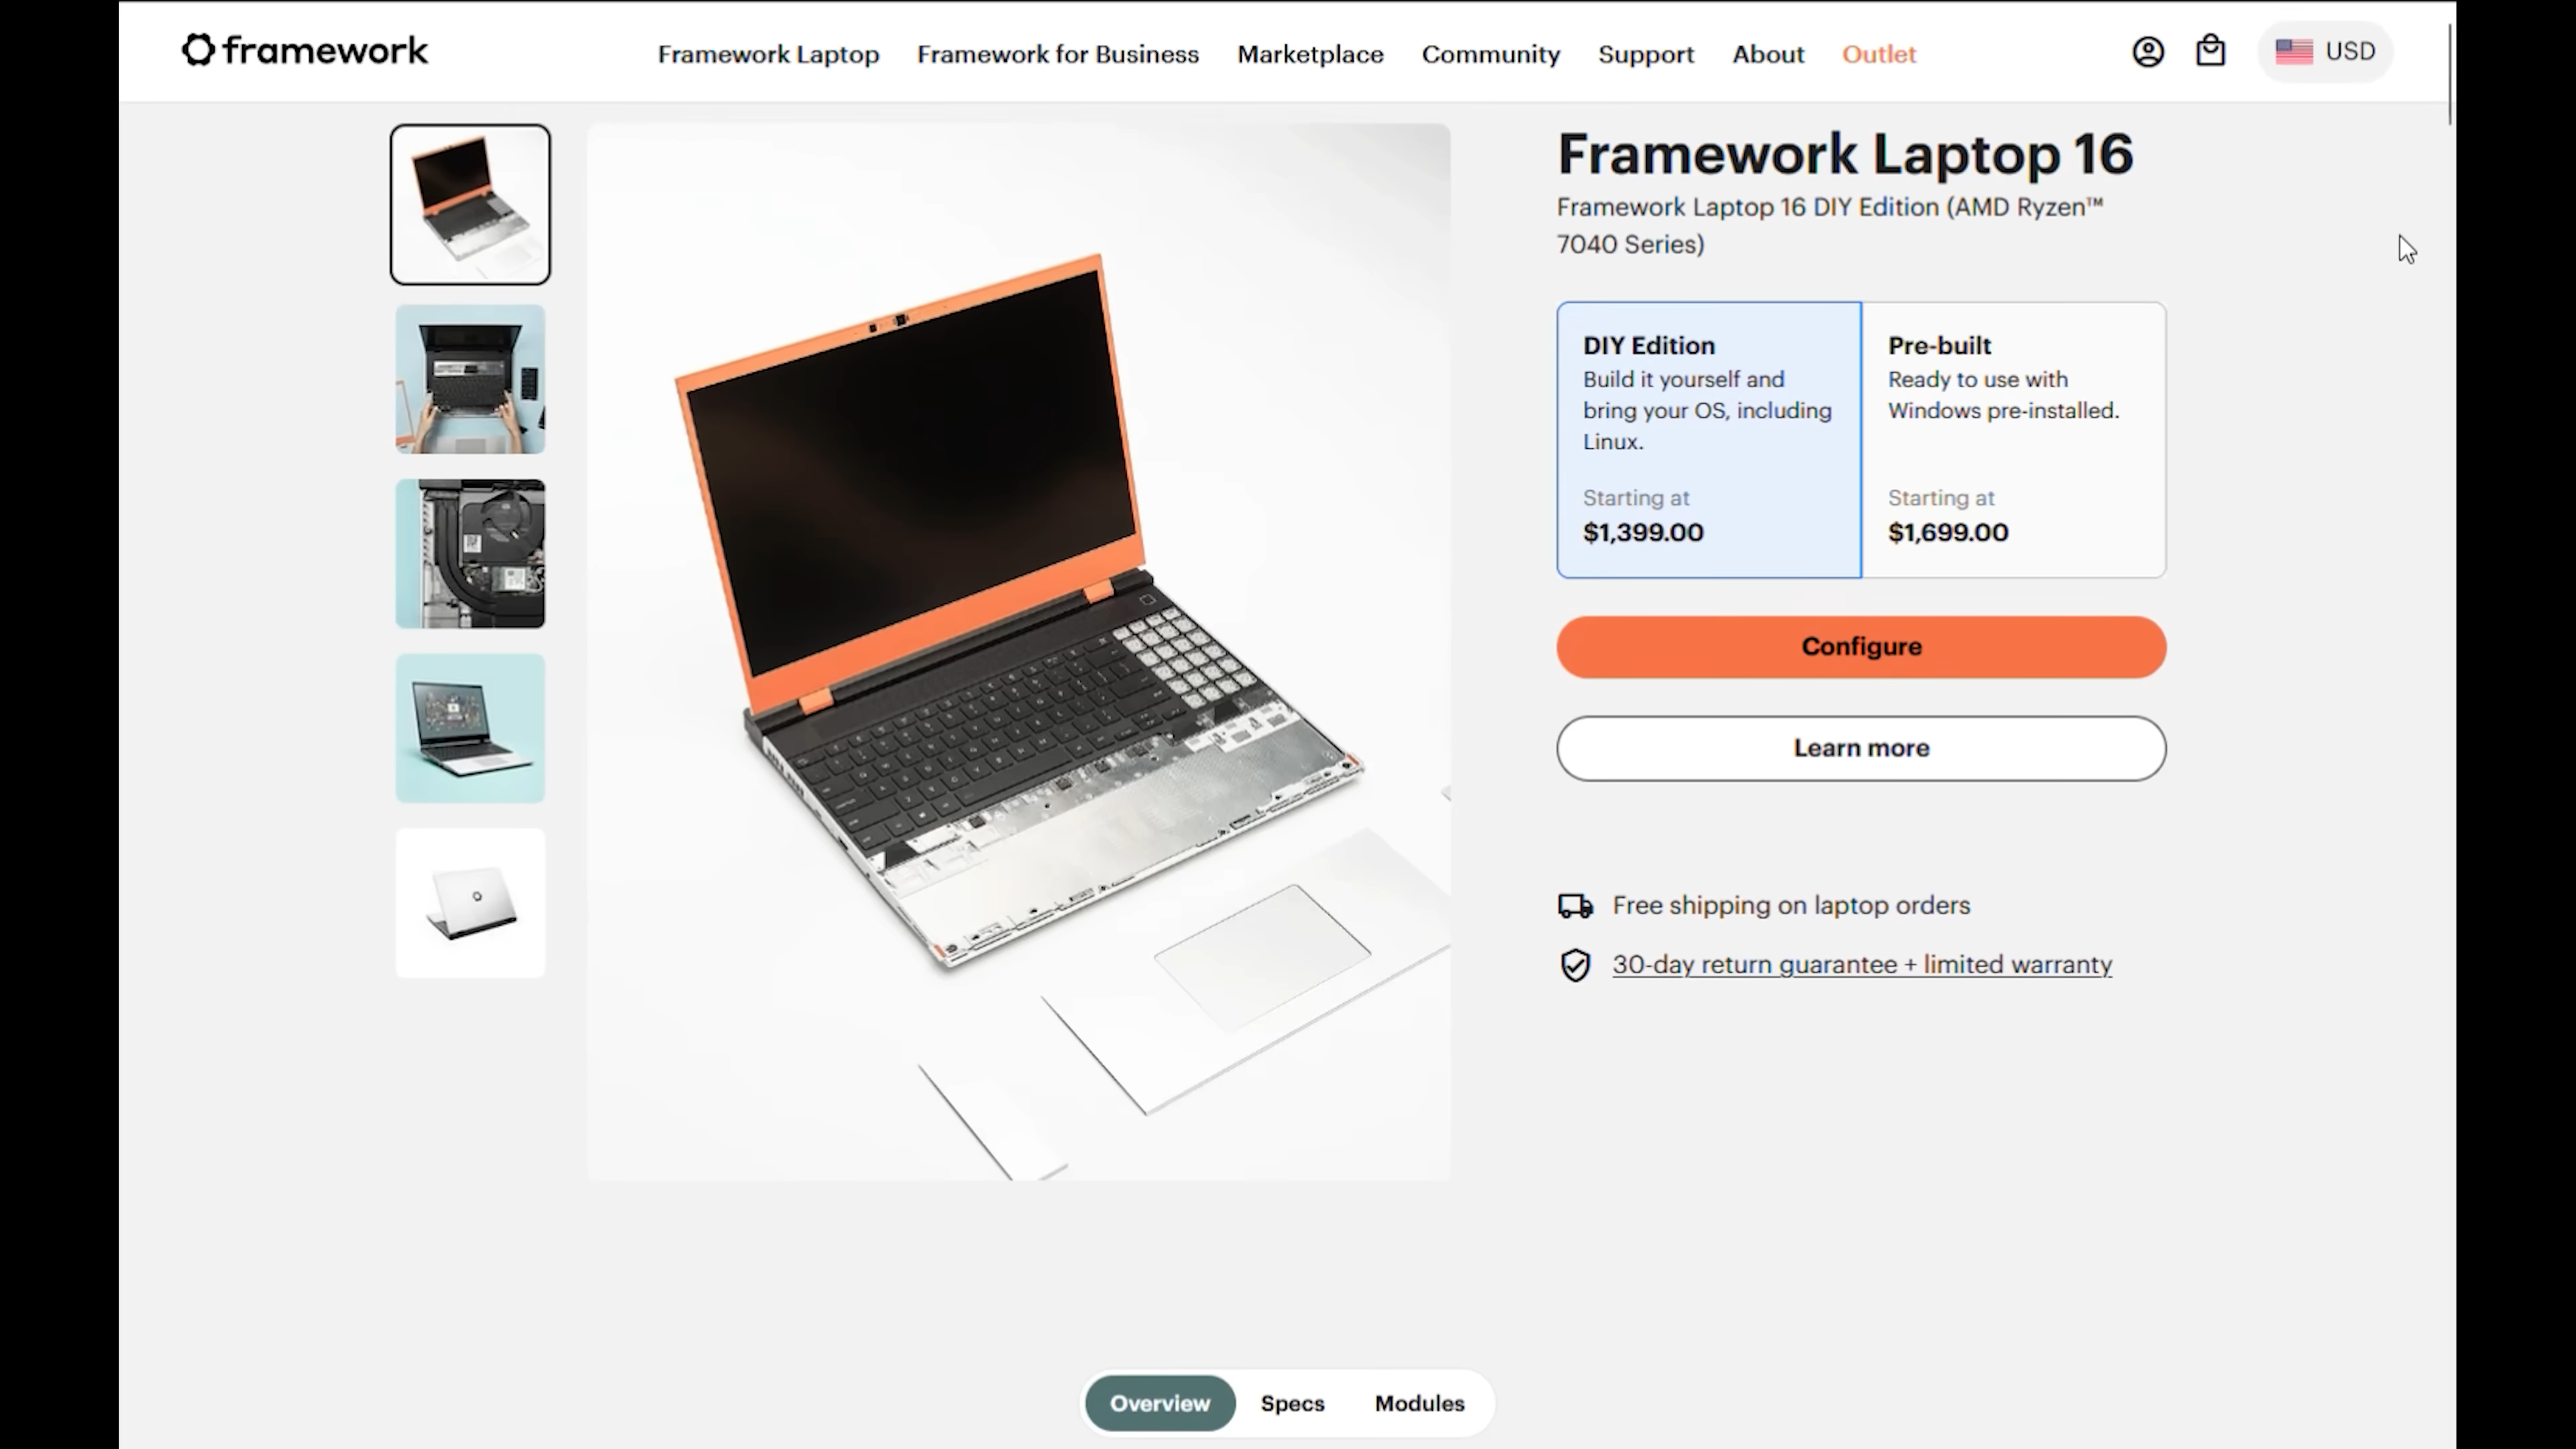 framework
Framework Laptop
Framework for Business
Marketplace
Community
Support
About
Outlet
USD
Framework Laptop 16
Framework Laptop 16 DIY Edition (AMD Ryzen™
7040 Series)
DIY Edition
Build it yourself and
bring your OS, including
Linux.
Starting at
$1,399.00
Pre-built
Ready to use with
Windows pre-installed.
Starting at
$1,699.00
Configure
Learn more
Free shipping on laptop orders
30-day return guarantee + limited warranty
Overview
Specs
Modules